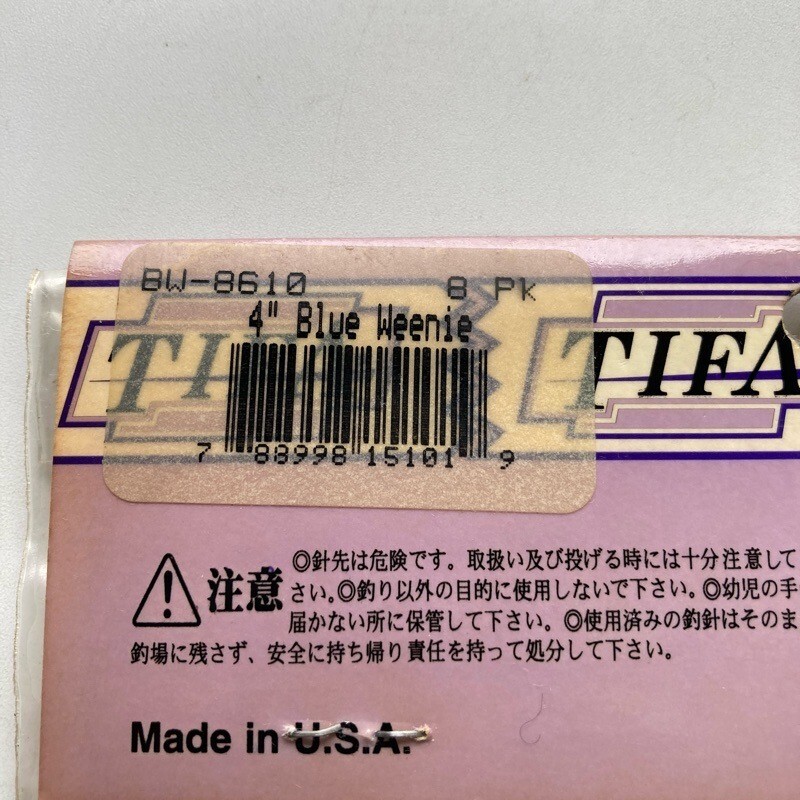 BW-8610 8 Pk
4" Blue Weenie
TIFA
7 88998 15101 9
注意
◎針先は危険です。取扱い及び投げる時には十分注意して
さい。◎釣り以外の目的に使用しないで下さい。◎幼児の手
届かない所に保管して下さい。◎使用済みの釣針はそのま
釣場に残さず、安全に持ち帰り責任を持って処分して下さい。
Made in U.S.A.